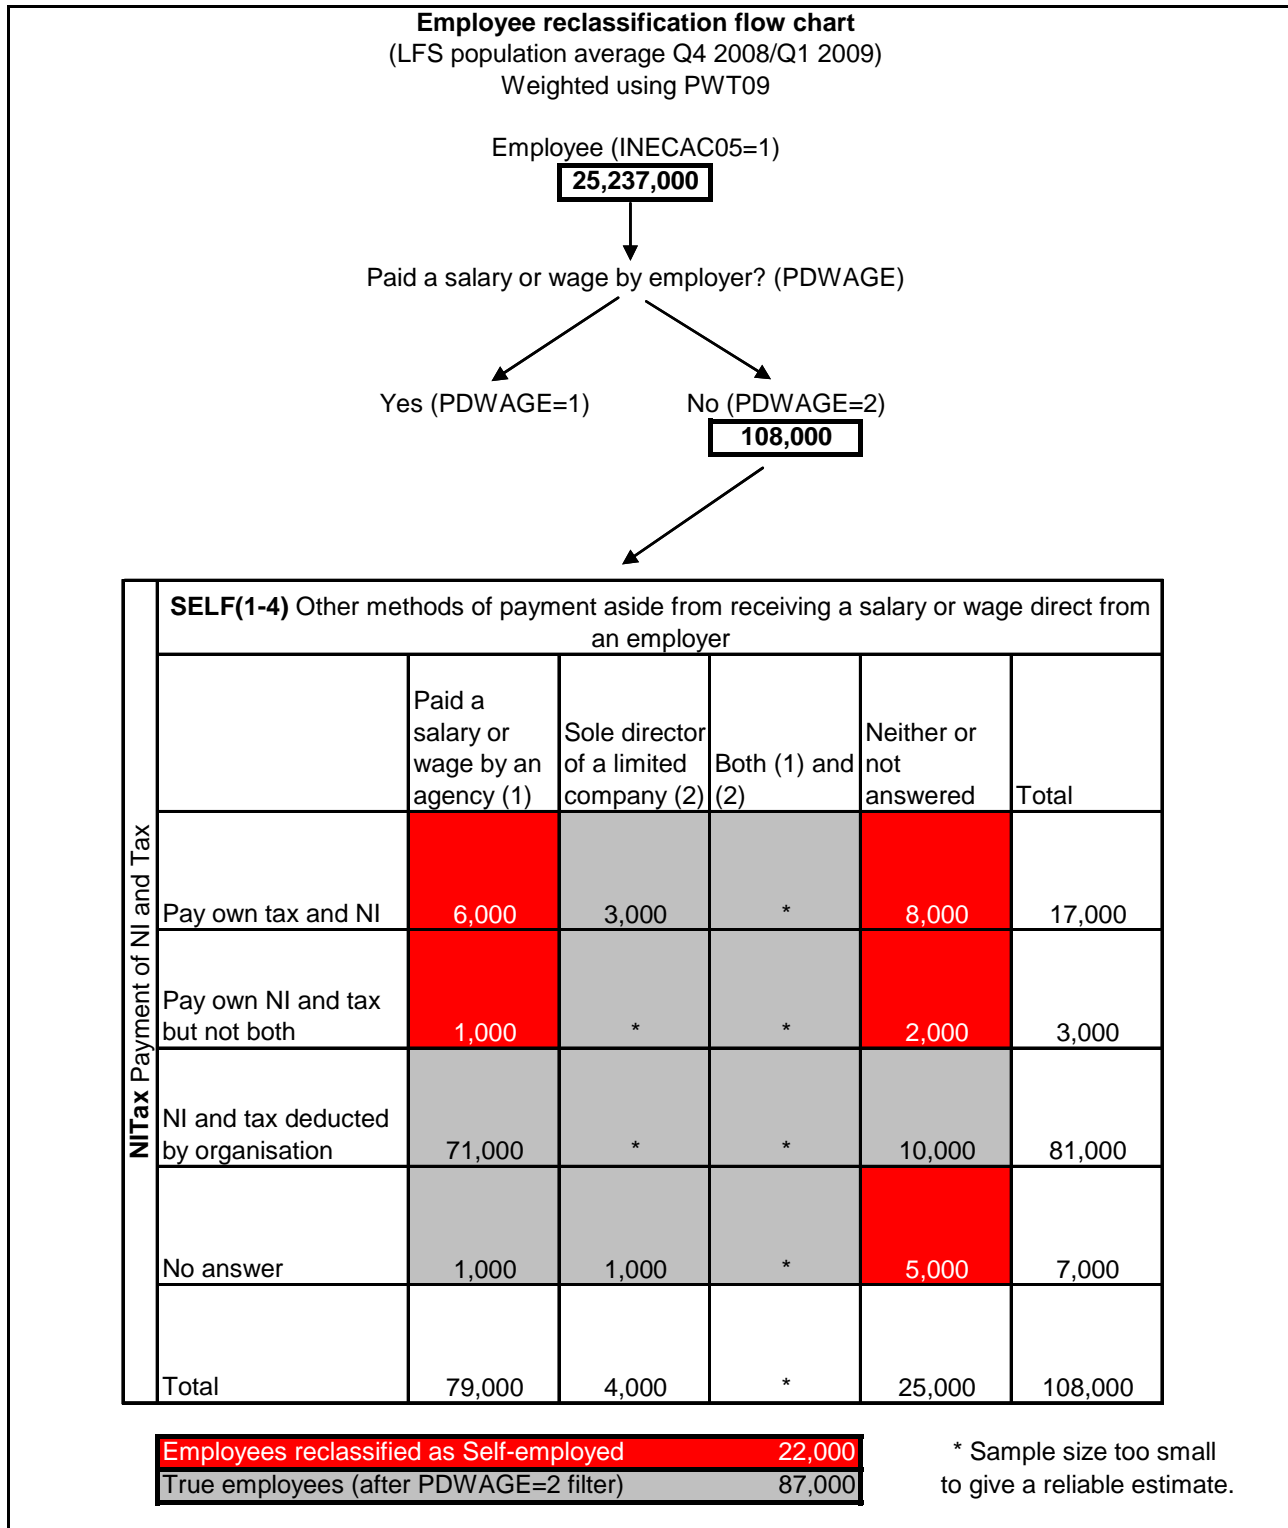 Employee reclassification flow chart
(LFS population average Q4 2008/Q1 2009)
Weighted using PWT09
Employee (INECAC05=1)
25,237,000
Paid a salary or wage by employer? (PDWAGE)
Yes (PDWAGE=1) No (PDWAGE=2)
108,000
NITax Payment of NI and Tax
SELF(1-4) Other methods of payment aside from receiving a salary or wage direct from
an employer
Paid a
salary or
wage by an
agency (1)
Sole director
of a limited
company (2)
Both (1) and
(2)
Neither or
not
answered
Total
Pay own tax and NI 6,000 3,000 * 8,000 17,000
Pay own NI and tax
but not both 1,000 * * 2,000 3,000
NI and tax deducted
by organisation 71,000 * * 10,000 81,000
No answer 1,000 1,000 * 5,000 7,000
Total 79,000 4,000 * 25,000 108,000
Employees reclassified as Self-employed 22,000
True employees (after PDWAGE=2 filter) 87,000
* Sample size too small
to give a reliable estimate.